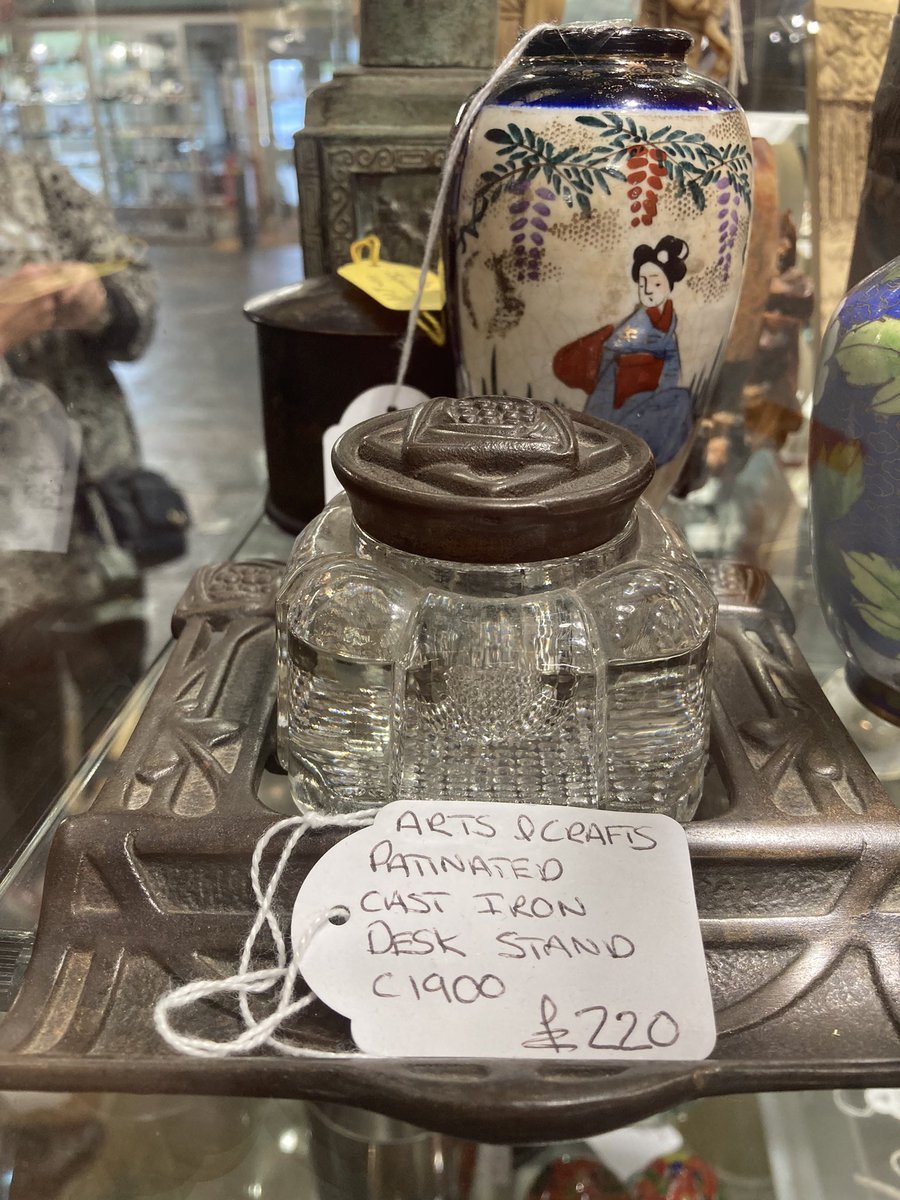 ARTS & CRAFTS
PATINATED
CAST IRON
DESK STAND
C1900
£220